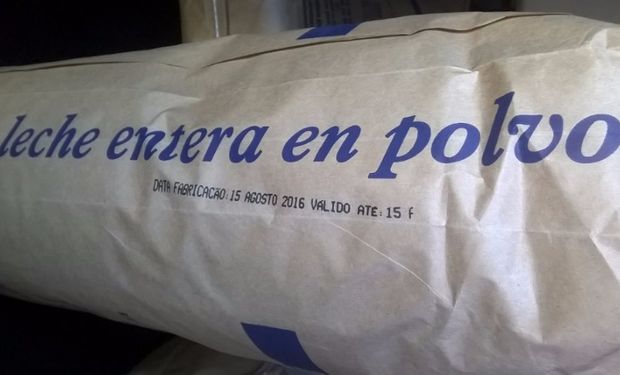 leche entera en polvo
DATA FABRICAÇÃO:15 AGOSTO 2016 VALIDO ATE:15 F